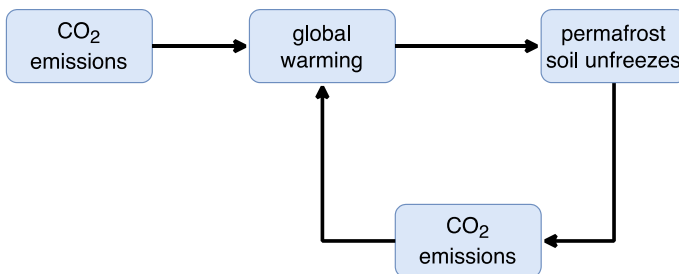 CO₂
emissions
global
warming
permafrost
soil unfreezes
CO₂
emissions